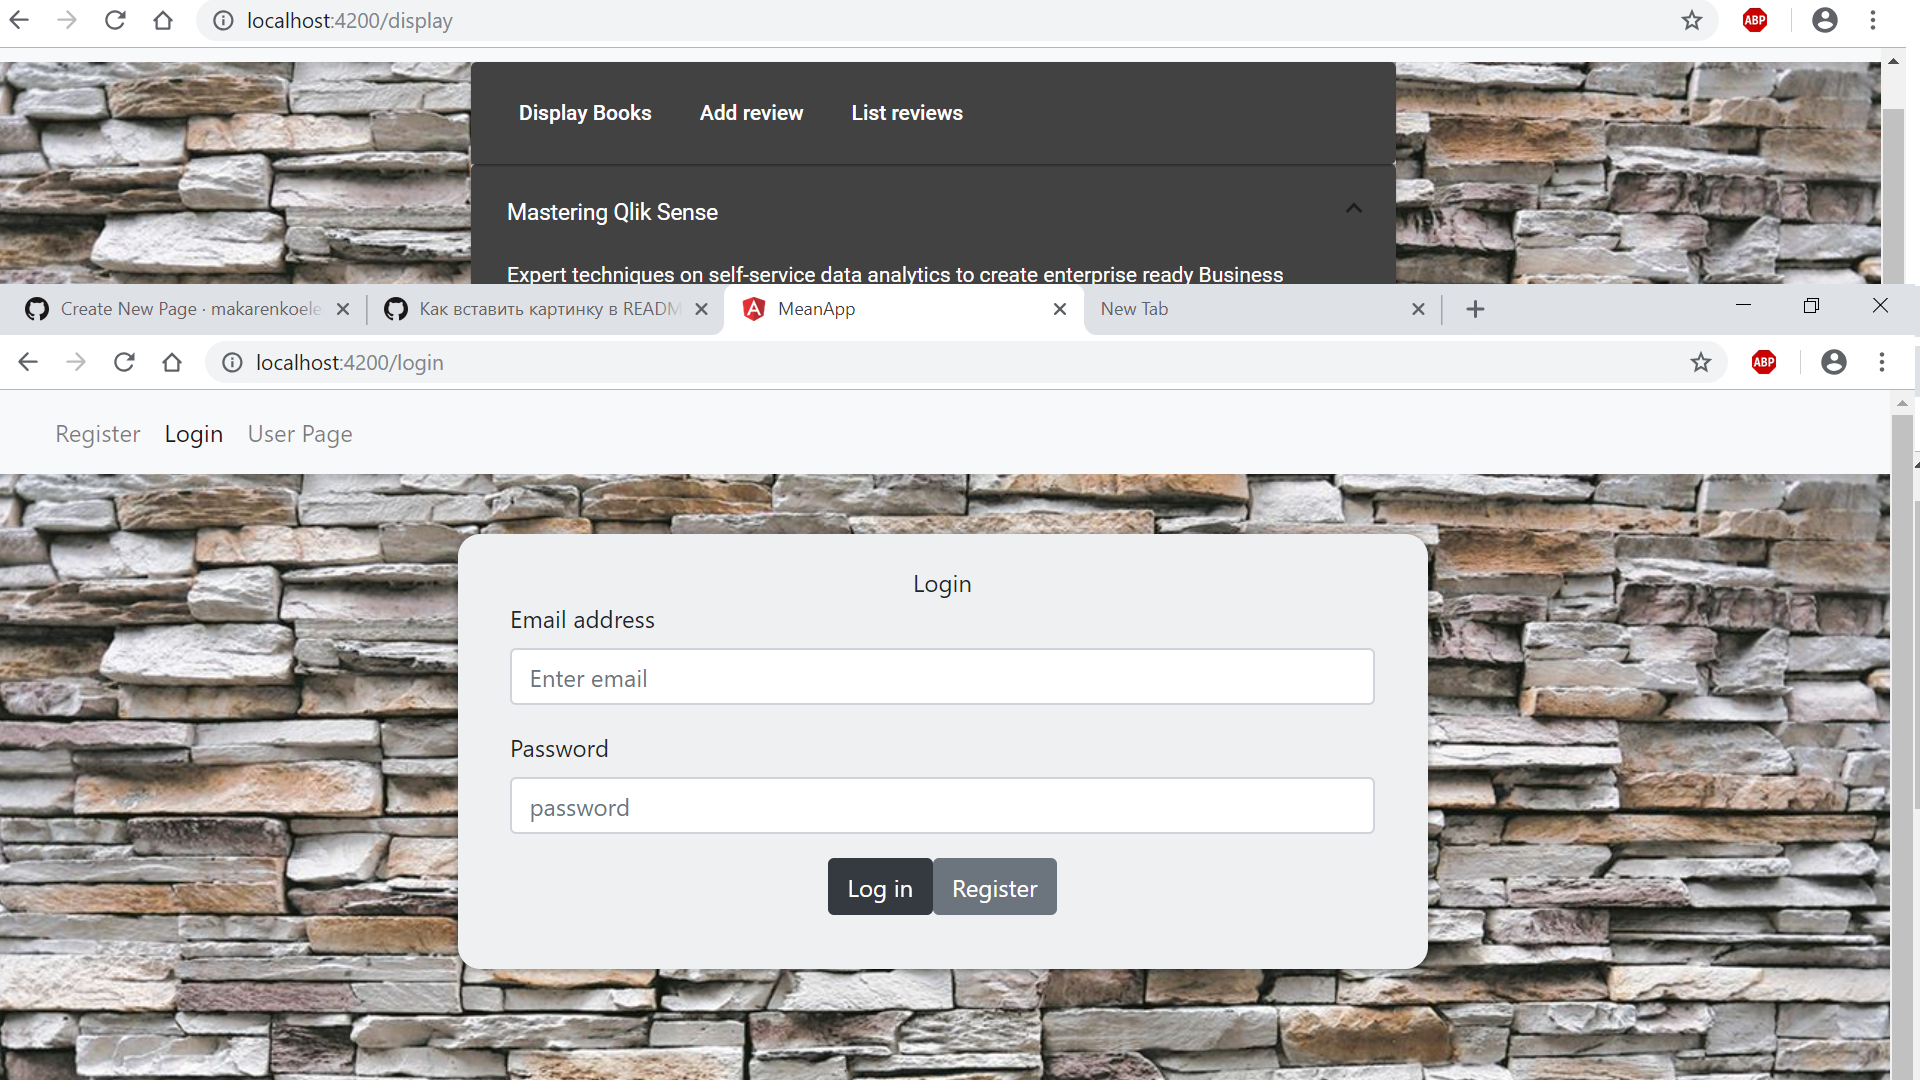 localhost:4200/display
ABP
Display Books Add review List reviews
Mastering Qlik Sense
Expert techniques on self-service data analytics to create enterprise ready Business
Create New Page · makarenkoele
Как вставить картинку в READM
MeanApp
New Tab
localhost:4200/login
ABP
Register Login User Page
Login
Email address
Enter email
Password
password
Log in Register